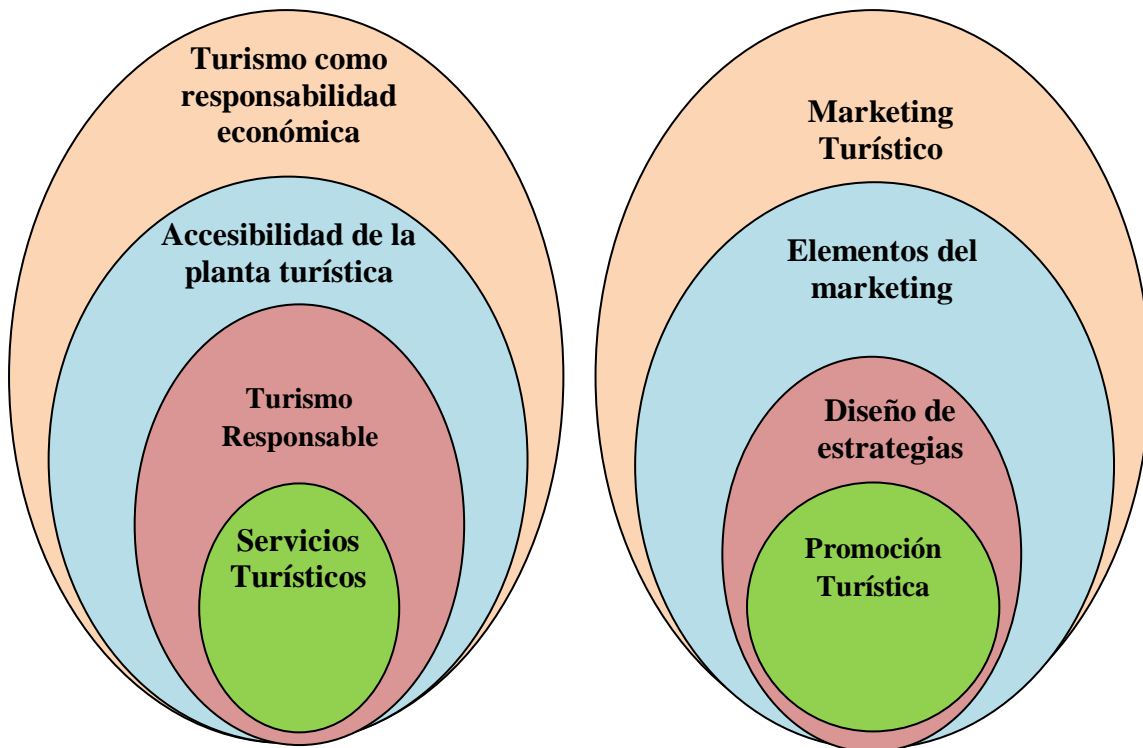 Turismo como
responsabilidad
económica
Accesibilidad de la
planta turística
Turismo
Responsable
Servicios
Turísticos
Marketing
Turístico
Elementos del
marketing
Diseño de
estrategias
Promoción
Turística